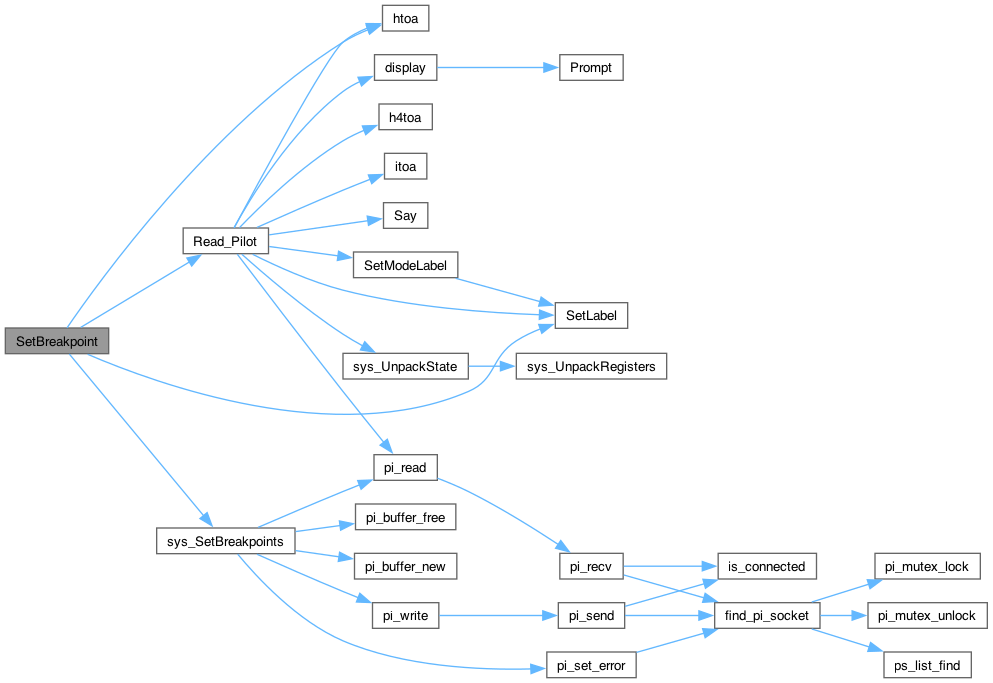 htoa
display
Prompt
h4toa
itoa
Say
Read_Pilot
SetModeLabel
SetLabel
SetBreakpoint
sys_UnpackState
sys_UnpackRegisters
pi_read
pi_buffer_free
sys_SetBreakpoints
pi_buffer_new
pi_recv
is_connected
pi_mutex_lock
pi_write
pi_send
find_pi_socket
pi_mutex_unlock
pi_set_error
ps_list_find